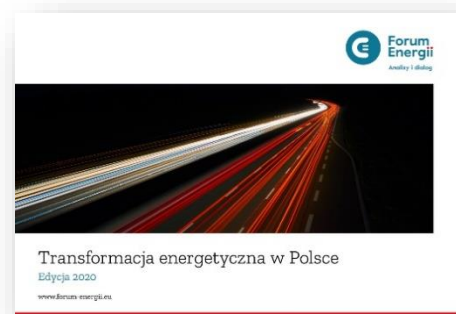 Forum
Energii
Analizy i dialog
Transformacja energetyczna w Polsce
Edycja 2020
www.forum-energii.eu